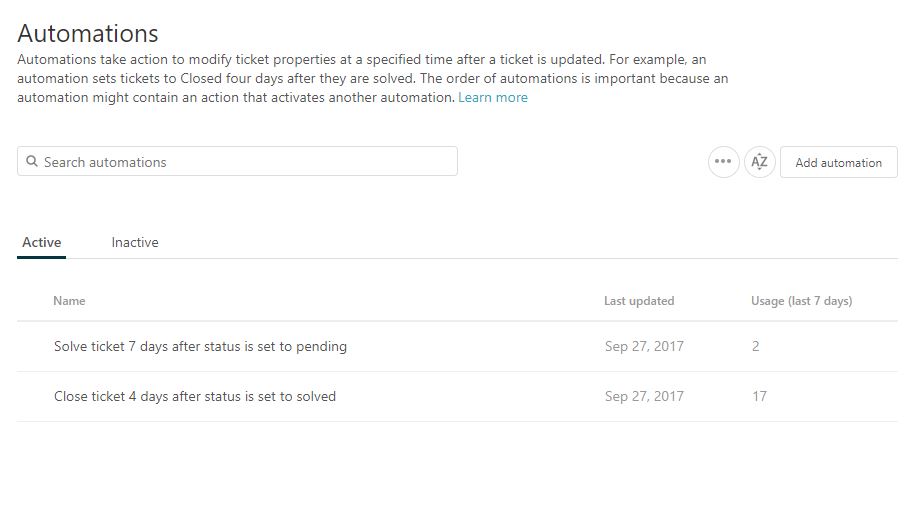 Automations
Automations take action to modify ticket properties at a specified time after a ticket is updated. For example, an
automation sets tickets to Closed four days after they are solved. The order of automations is important because an
automation might contain an action that activates another automation. Learn more
Search automations
AZ
Add automation
Active
Inactive
Name
Last updated
Usage (last 7 days)
Solve ticket 7 days after status is set to pending
Sep 27, 2017
2
Close ticket 4 days after status is set to solved
Sep 27, 2017
17